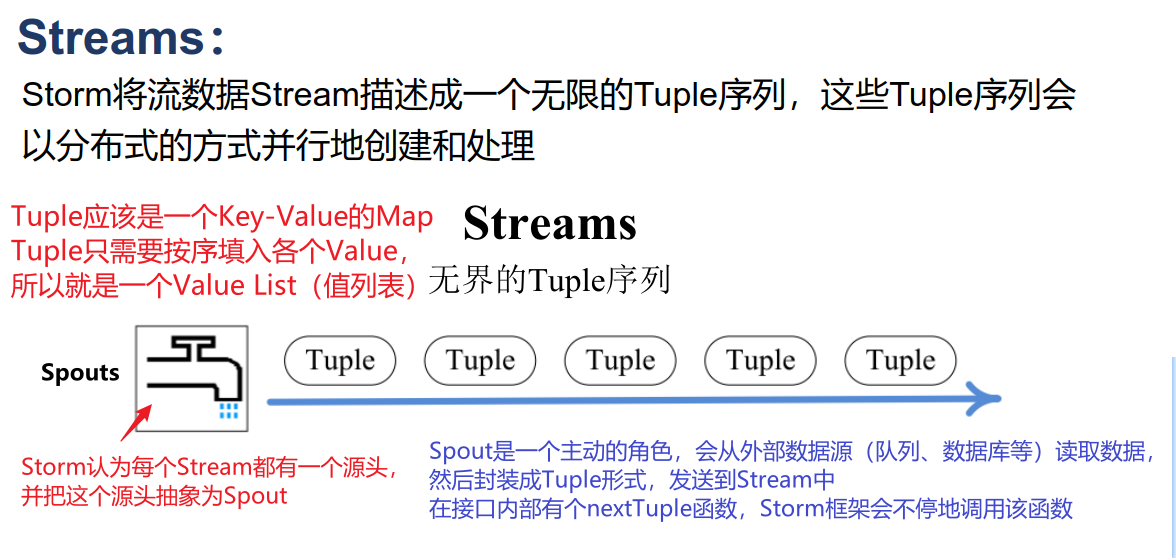 Streams：
Storm将流数据Stream描述成一个无限的Tuple序列，这些Tuple序列会
以分布式的方式并行地创建和处理
Tuple应该是一个Key-Value的Map
Tuple只需要按序填入各个Value，
所以就是一个Value List（值列表）
Streams
无界的Tuple序列
Spouts
Tuple Tuple Tuple Tuple Tuple
Storm认为每个Stream都有一个源头，
并把这个源头抽象为Spout
Spout是一个主动的角色，会从外部数据源（队列、数据库等）读取数据，
然后封装成Tuple形式，发送到Stream中
在接口内部有个nextTuple函数，Storm框架会不停地调用该函数